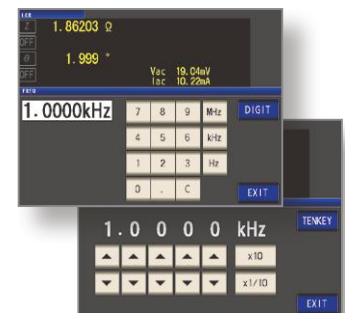 LCR
Z 1.86203 Ω
OFF
θ 1.999 °
OFF
Vac 19.04mV
Iac 10.22mA
FREQ
1.0000kHz
7 8 9 MHz DIGIT
4 5 6 kHz
1 2 3 Hz
0 . C EXIT
1.0000 kHz TENKEY
▲ ▲ ▲ ▲ ▲ x10
▼ ▼ ▼ ▼ ▼ x1/10
EXIT